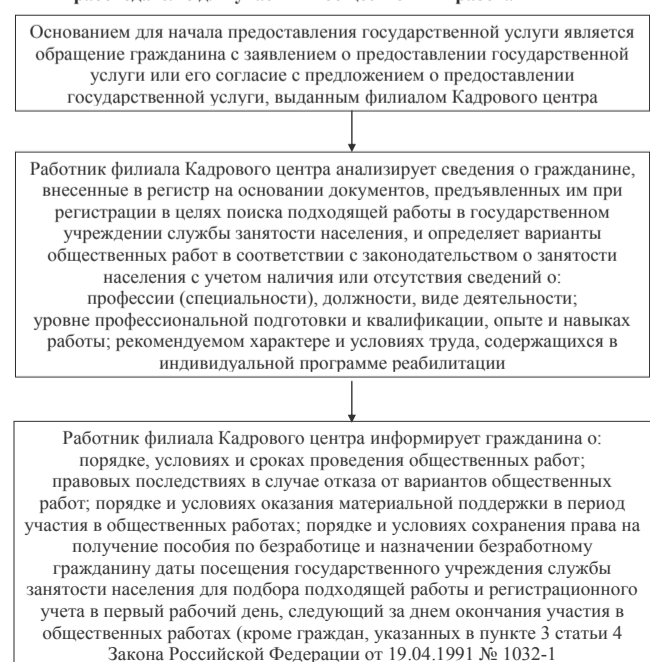 Основанием для начала предоставления государственной услуги является
обращение гражданина с заявлением о предоставлении государственной
услуги или его согласие с предложением о предоставлении
государственной услуги, выданным филиалом Кадрового центра
Работник филиала Кадрового центра анализирует сведения о гражданине,
внесенные в регистр на основании документов, предъявленных им при
регистрации в целях поиска подходящей работы в государственном
учреждении службы занятости населения, и определяет варианты
общественных работ в соответствии с законодательством о занятости
населения с учетом наличия или отсутствия сведений о:
профессии (специальности), должности, виде деятельности;
уровне профессиональной подготовки и квалификации, опыте и навыках
работы; рекомендуемом характере и условиях труда, содержащихся в
индивидуальной программе реабилитации
Работник филиала Кадрового центра информирует гражданина о:
порядке, условиях и сроках проведения общественных работ;
правовых последствиях в случае отказа от вариантов общественных
работ; порядке и условиях оказания материальной поддержки в период
участия в общественных работах; порядке и условиях сохранения права на
получение пособия по безработице и назначении безработному
гражданину даты посещения государственного учреждения службы
занятости населения для подбора подходящей работы и регистрационного
учета в первый рабочий день, следующий за днем окончания участия в
общественных работах (кроме граждан, указанных в пункте 3 статьи 4
Закона Российской Федерации от 19.04.1991 № 1032-1